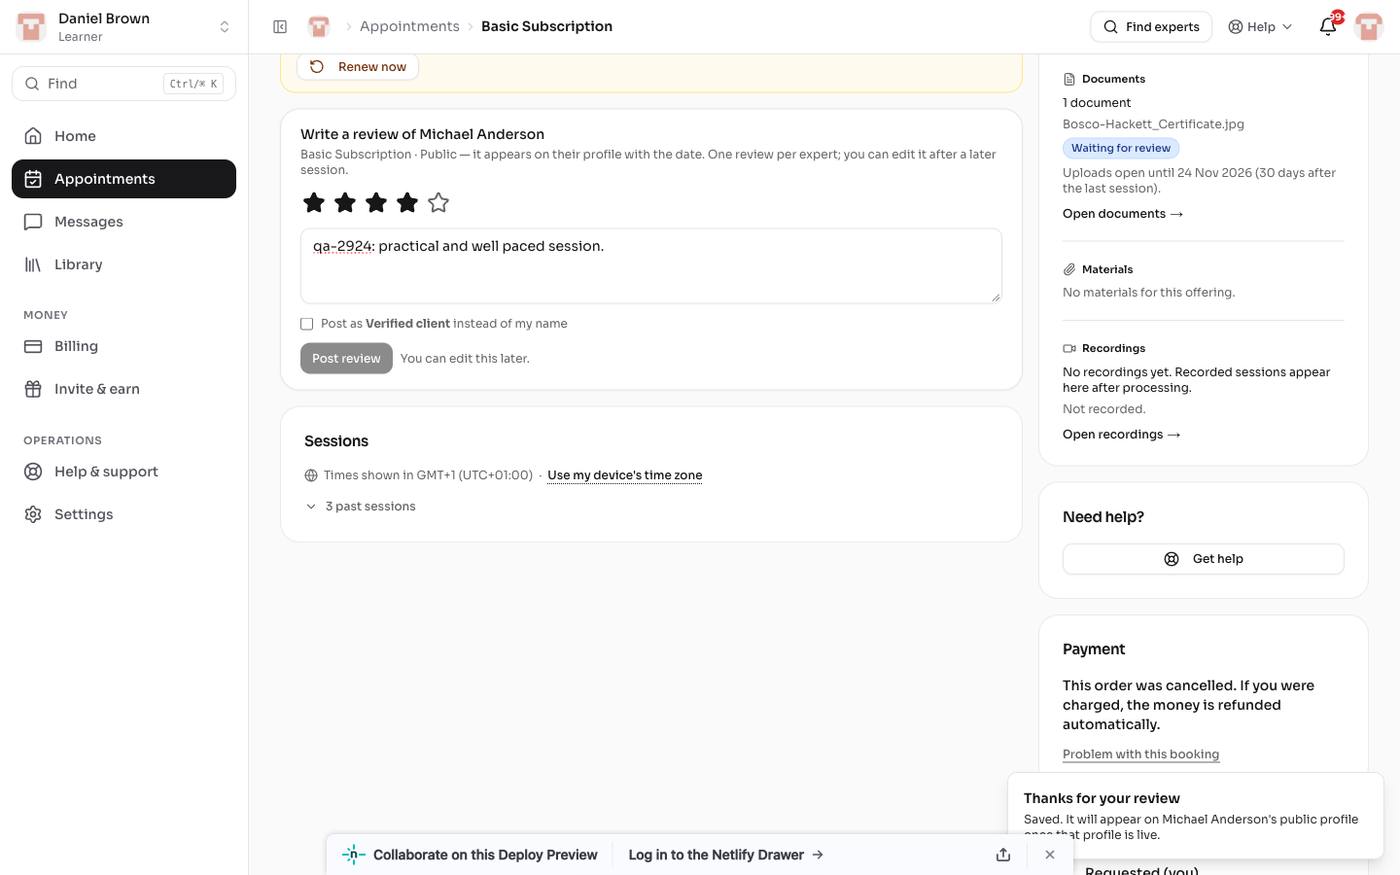 Daniel Brown
Learner
Appointments
Basic Subscription
Find experts
Help
99+
Find
Ctrl/⌘ K
Home
Appointments
Messages
Library
MONEY
Billing
Invite & earn
OPERATIONS
Help & support
Settings
Renew now
Write a review of Michael Anderson
Basic Subscription · Public — it appears on their profile with the date. One review per expert; you can edit it after a later
session.
qa-2924: practical and well paced session.
Post as Verified client instead of my name
Post review
You can edit this later.
Sessions
Times shown in GMT+1 (UTC+01:00) · Use my device's time zone
3 past sessions
Documents
1 document
Bosco-Hackett_Certificate.jpg
Waiting for review
Uploads open until 24 Nov 2026 (30 days after
the last session).
Open documents →
Materials
No materials for this offering.
Recordings
No recordings yet. Recorded sessions appear
here after processing.
Not recorded.
Open recordings →
Need help?
Get help
Payment
This order was cancelled. If you were
charged, the money is refunded
automatically.
Problem with this booking
Thanks for your review
Saved. It will appear on Michael Anderson's public profile
once that profile is live.
Requested (you)
Collaborate on this Deploy Preview
Log in to the Netlify Drawer →